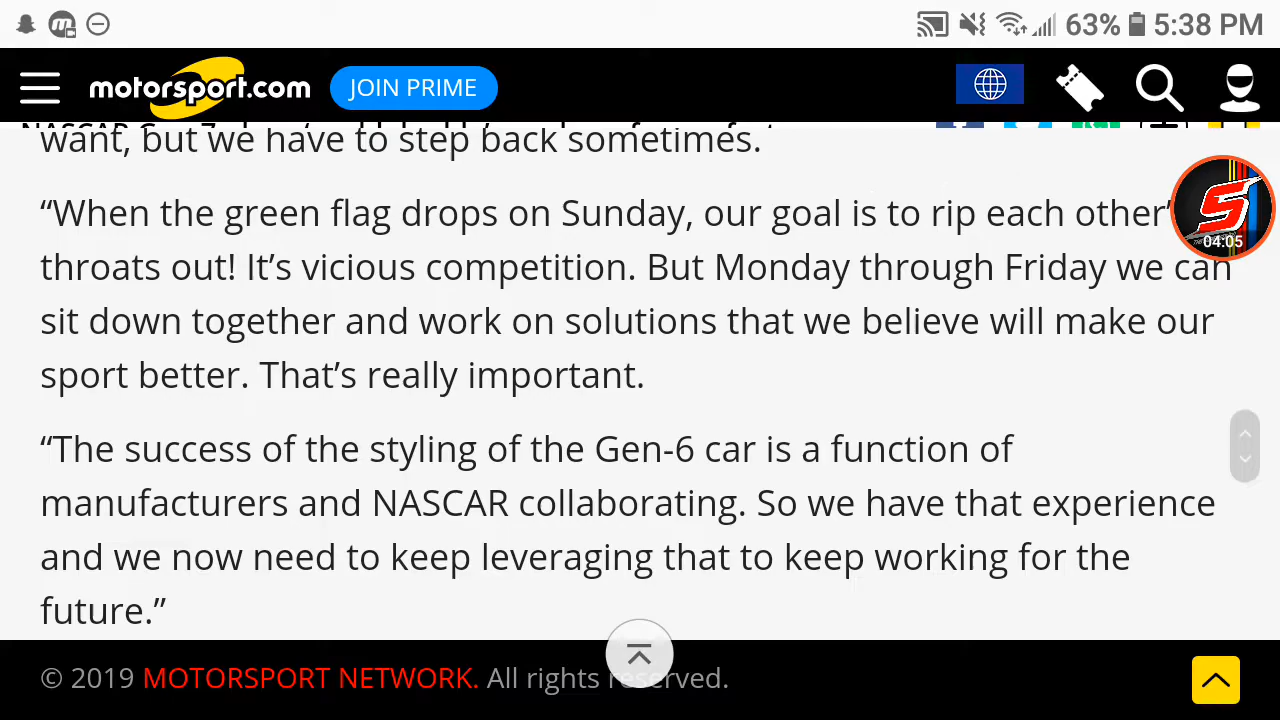 63% 5:38 PM
motorsport.com JOIN PRIME
want, but we have to step back sometimes.
“When the green flag drops on Sunday, our goal is to rip each other’
throats out! It’s vicious competition. But Monday through Friday we can
sit down together and work on solutions that we believe will make our
sport better. That’s really important.
“The success of the styling of the Gen-6 car is a function of
manufacturers and NASCAR collaborating. So we have that experience
and we now need to keep leveraging that to keep working for the
future.”
S
04:05
© 2019 MOTORSPORT NETWORK. All rights reserved.